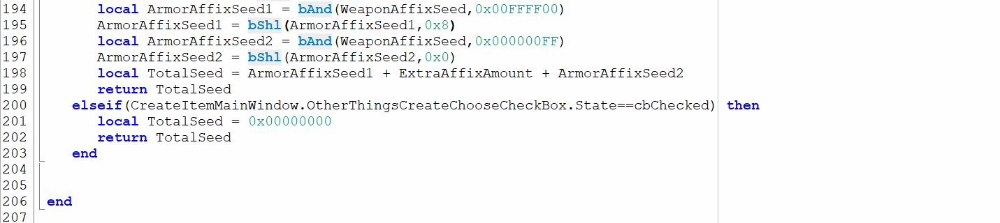 194 local ArmorAffixSeed1 = bAnd(WeaponAffixSeed,0x00FFFF00)
195 ArmorAffixSeed1 = bShl(ArmorAffixSeed1,0x8)
196 local ArmorAffixSeed2 = bAnd(WeaponAffixSeed,0x000000FF)
197 ArmorAffixSeed2 = bShl(ArmorAffixSeed2,0x0)
198 local TotalSeed = ArmorAffixSeed1 + ExtraAffixAmount + ArmorAffixSeed2
199 return TotalSeed
200 elseif(CreateItemMainWindow.OtherThingsCreateChooseCheckBox.State==cbChecked) then
201 local TotalSeed = 0x00000000
202 return TotalSeed
203 end
204
205
206 end
207